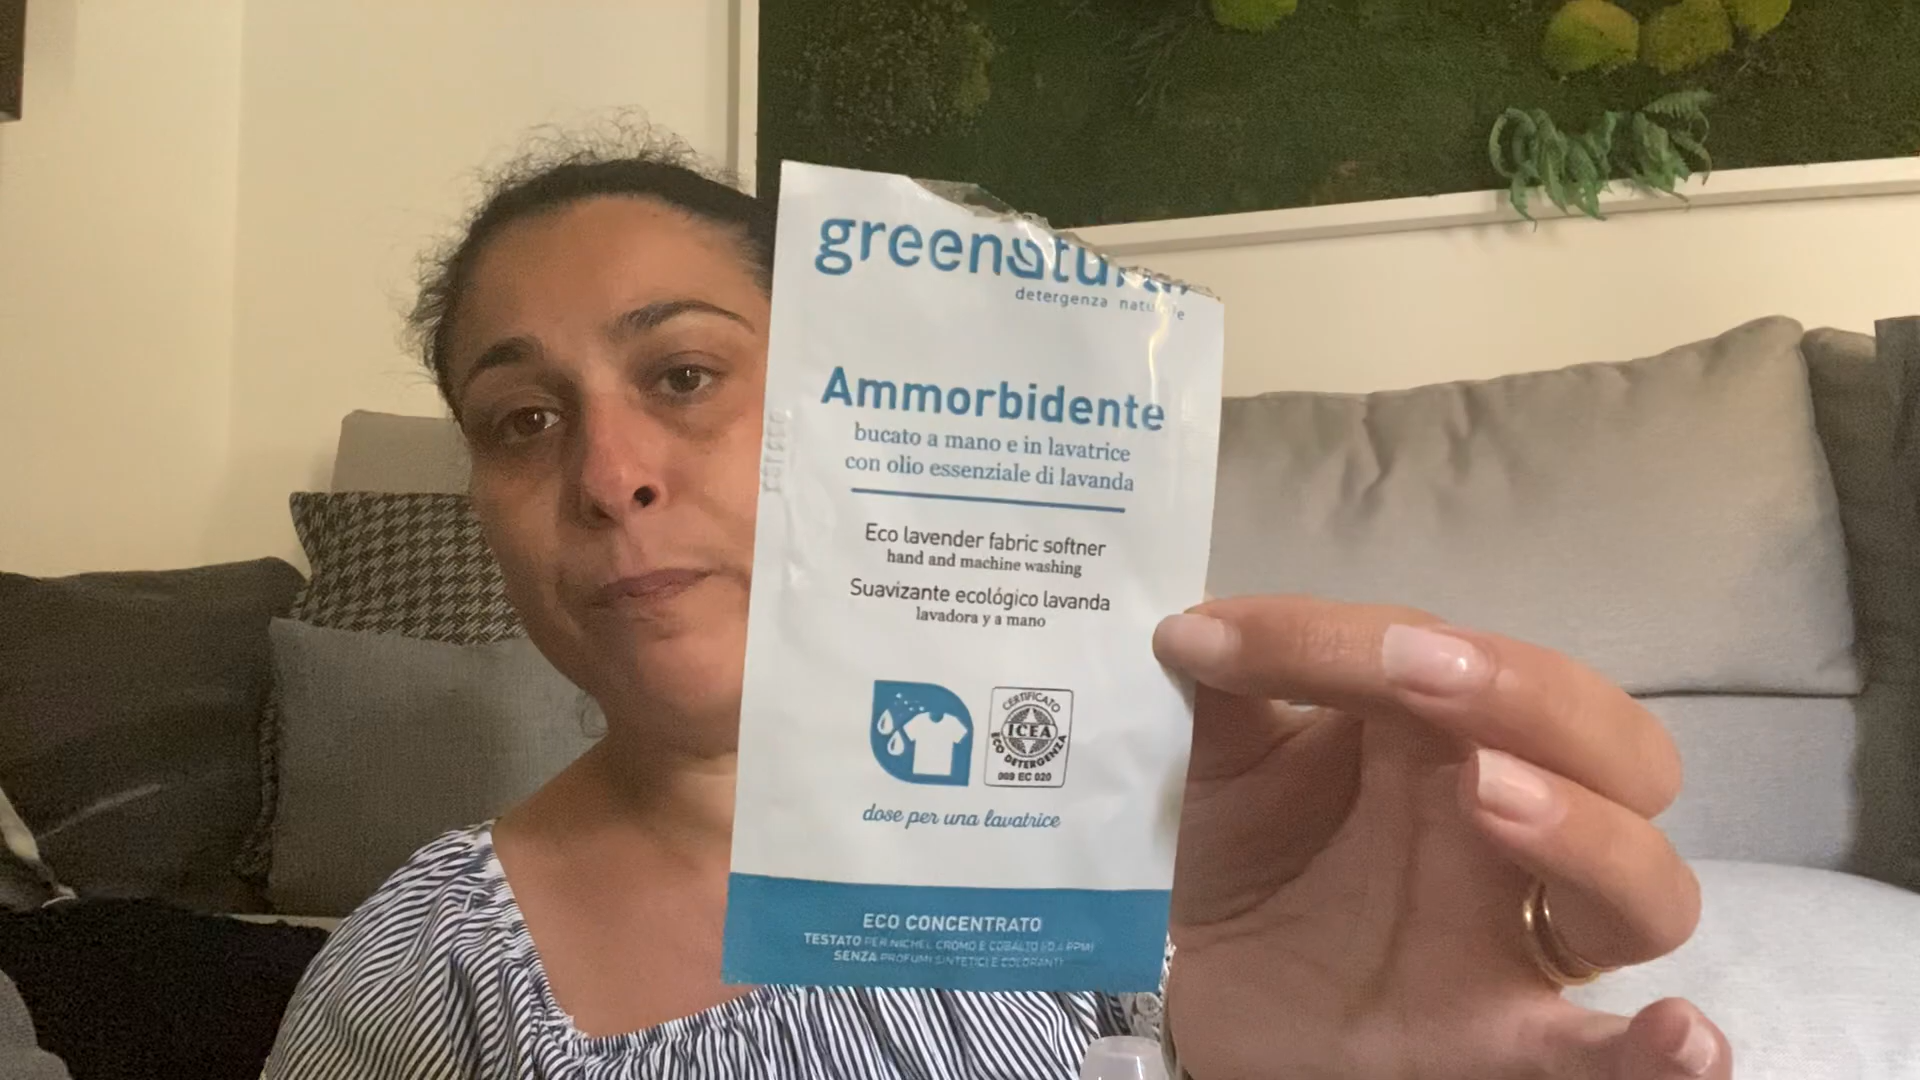 greenatural
detergenza naturale
Ammorbidente
bucato a mano e in lavatrice
con olio essenziale di lavanda
Eco lavender fabric softner
hand and machine washing
Suavizante ecológico lavanda
lavadora y a mano
CERTIFICATO
ICEA
ECO DETERGENZA
009 EC 020
dose per una lavatrice
ECO CONCENTRATO
TESTATO PER NICHEL CROMO E COBALTO
SENZA PROFUMI SINTETICI E COLORANTI